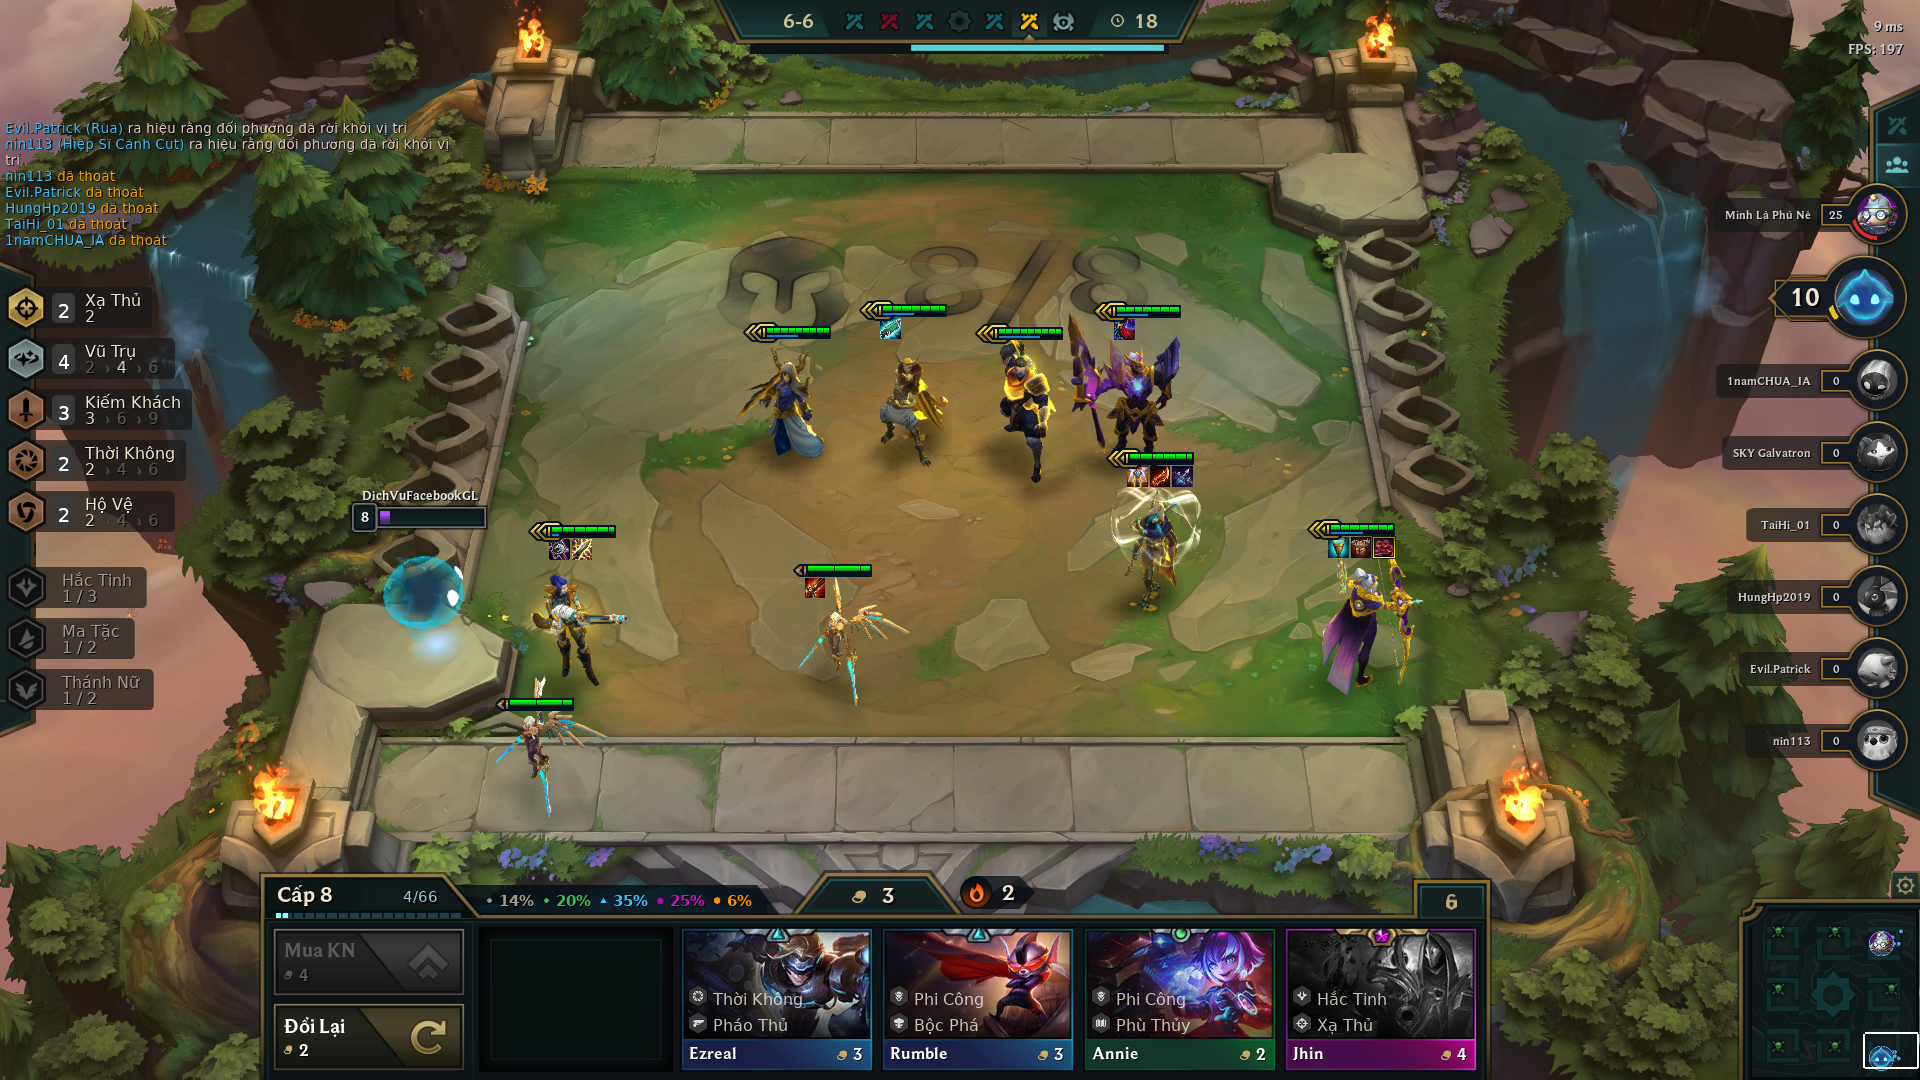 6-6
18
9 ms
FPS: 197
Evil.Patrick (Rùa) ra hiệu rằng đối phương đã rời khỏi vị trí
nin113 (Hiệp Sĩ Cánh Cụt) ra hiệu rằng đối phương đã rời khỏi vị
trí
nin113 đã thoát
Evil.Patrick đã thoát
HungHp2019 đã thoát
TaiHi_01 đã thoát
1namCHUA_IA đã thoát
8/8
2
Xạ Thủ
2
4
Vũ Trụ
2 › 4 › 6
3
Kiếm Khách
3 › 6 › 9
2
Thời Không
2 › 4 › 6
2
Hộ Vệ
2 › 4 › 6
Hắc Tinh
1 / 3
Ma Tặc
1 / 2
Thánh Nữ
1 / 2
DichVuFacebookGL
8
Minh Là Phú Nè
25
10
1namCHUA_IA
0
SKY Galvatron
0
TaiHi_01
0
HungHp2019
0
Evil.Patrick
0
nin113
0
Cấp 8
4/66
14% 20% 35% 25% 6%
3
2
6
Mua KN
4
Đổi Lại
2
Thời Không
Pháo Thủ
Ezreal
3
Phi Công
Bộc Phá
Rumble
3
Phi Công
Phù Thủy
Annie
2
Hắc Tinh
Xạ Thủ
Jhin
4